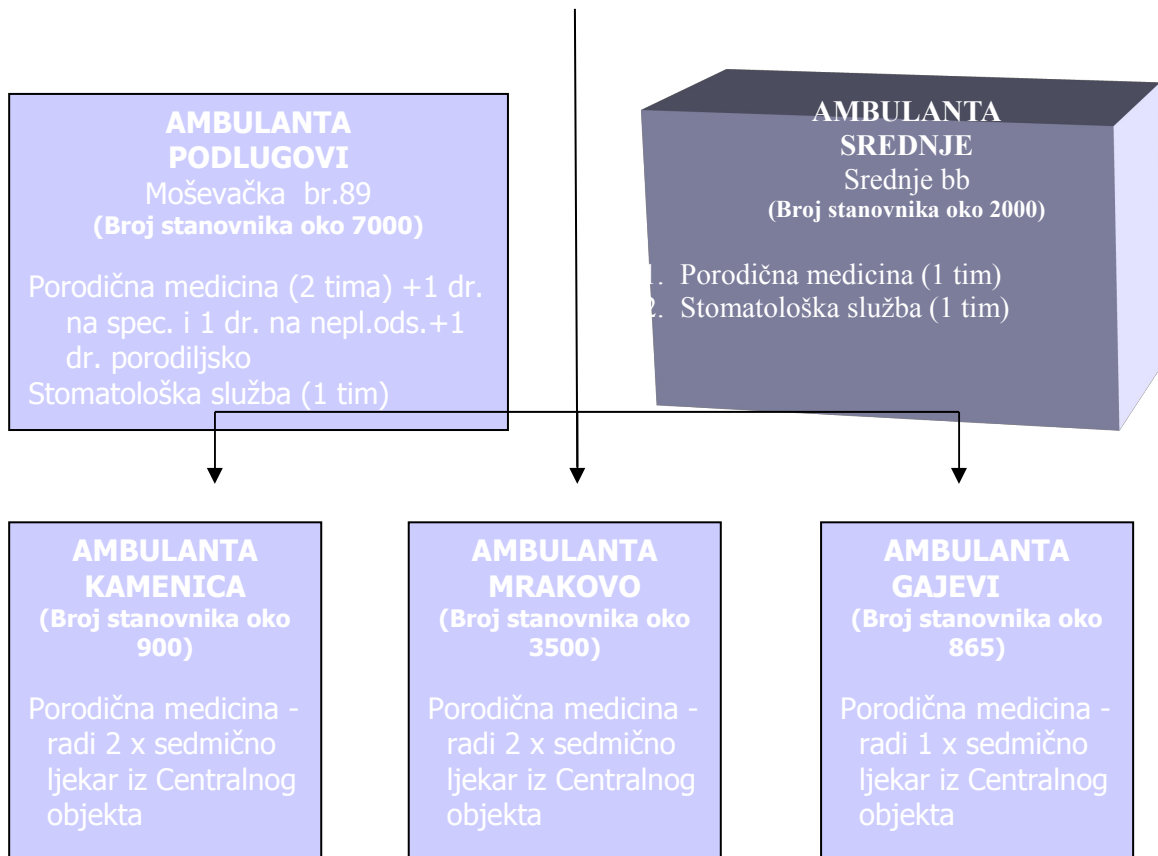 AMBULANTA
PODLUGOVI
Moševačka br.89
(Broj stanovnika oko 7000)
Porodična medicina (2 tima) +1 dr.
na spec. i 1 dr. na nepl.ods.+1
dr. porodiljsko
Stomatološka služba (1 tim)
AMBULANTA
SREDNJE
Srednje bb
(Broj stanovnika oko 2000)
1. Porodična medicina (1 tim)
2. Stomatološka služba (1 tim)
AMBULANTA
KAMENICA
(Broj stanovnika oko
900)
Porodična medicina -
radi 2 x sedmično
ljekar iz Centralnog
objekta
AMBULANTA
MRAKOVO
(Broj stanovnika oko
3500)
Porodična medicina -
radi 2 x sedmično
ljekar iz Centralnog
objekta
AMBULANTA
GAJEVI
(Broj stanovnika oko
865)
Porodična medicina -
radi 1 x sedmično
ljekar iz Centralnog
objekta